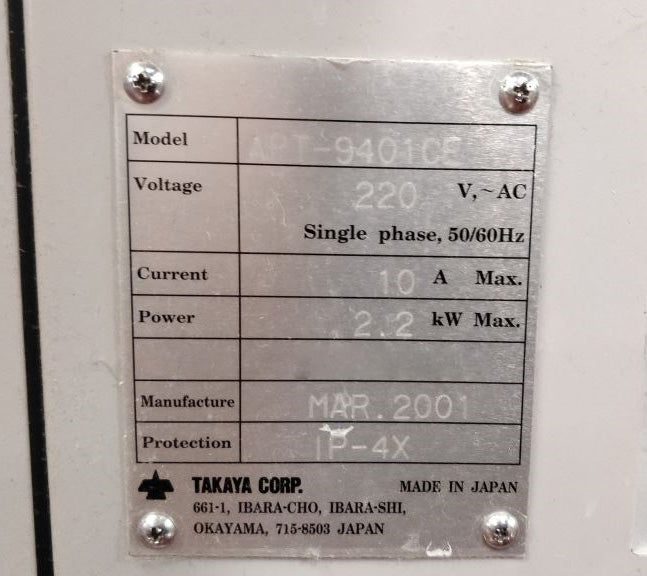 Model APT-9401CE
Voltage 220 V,~AC
Single phase, 50/60Hz
Current 10 A Max.
Power 2.2 kW Max.
Manufacture MAR.2001
Protection IP-4X
TAKAYA CORP. MADE IN JAPAN
661-1, IBARA-CHO, IBARA-SHI,
OKAYAMA, 715-8503 JAPAN